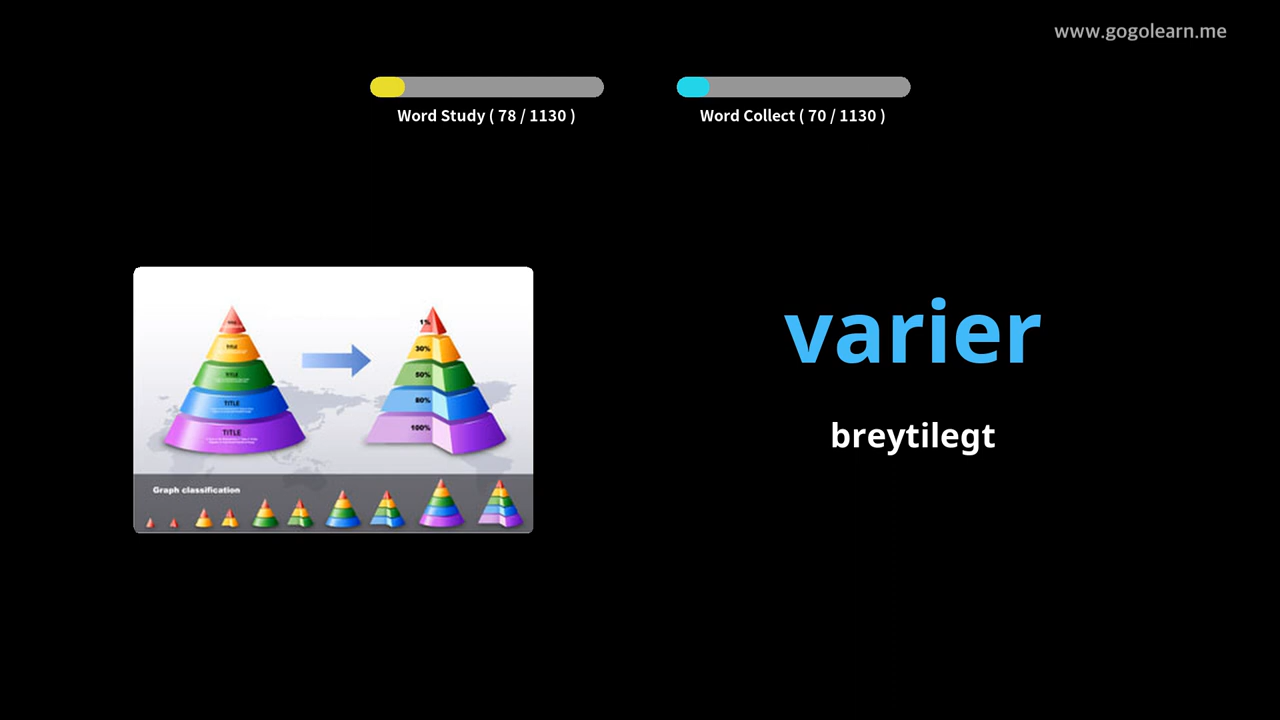 www.gogolearn.me
Word Study ( 78 / 1130 )
Word Collect ( 70 / 1130 )
varier
breytilegt
TITLE
TITLE
TITLE
TITLE
1%
30%
50%
80%
100%
Graph classification